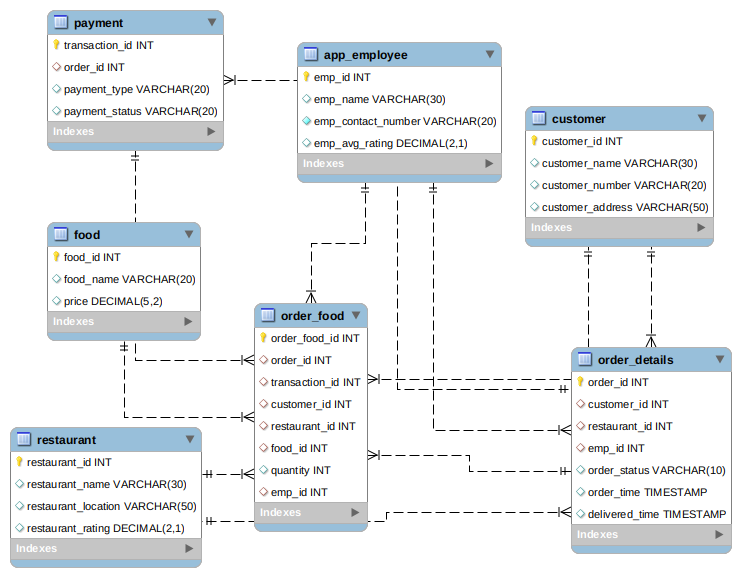 payment
transaction_id INT
order_id INT
payment_type VARCHAR(20)
payment_status VARCHAR(20)
Indexes
app_employee
emp_id INT
emp_name VARCHAR(30)
emp_contact_number VARCHAR(20)
emp_avg_rating DECIMAL(2,1)
Indexes
customer
customer_id INT
customer_name VARCHAR(30)
customer_number VARCHAR(20)
customer_address VARCHAR(50)
Indexes
food
food_id INT
food_name VARCHAR(20)
price DECIMAL(5,2)
Indexes
order_food
order_food_id INT
order_id INT
transaction_id INT
customer_id INT
restaurant_id INT
food_id INT
quantity INT
emp_id INT
Indexes
order_details
order_id INT
customer_id INT
restaurant_id INT
emp_id INT
order_status VARCHAR(10)
order_time TIMESTAMP
delivered_time TIMESTAMP
Indexes
restaurant
restaurant_id INT
restaurant_name VARCHAR(30)
restaurant_location VARCHAR(50)
restaurant_rating DECIMAL(2,1)
Indexes